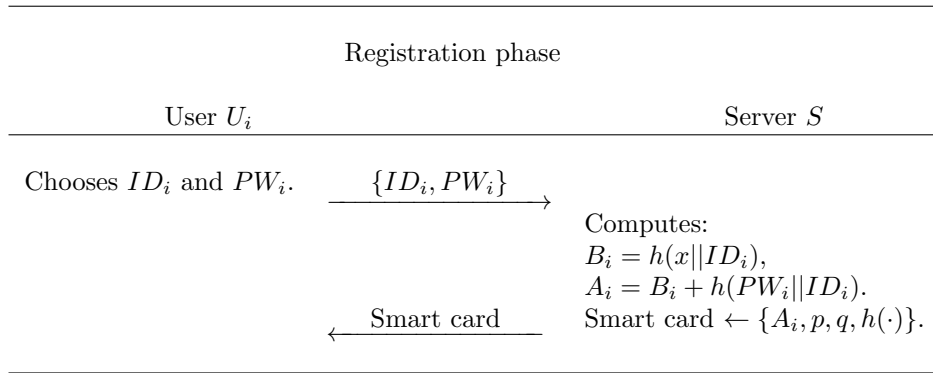 Registration phase
User U_i Server S
Chooses ID_i and PW_i. {ID_i, PW_i}
Computes:
B_i = h(x||ID_i),
A_i = B_i + h(PW_i||ID_i).
Smart card Smart card ← {A_i, p, q, h(·)}.